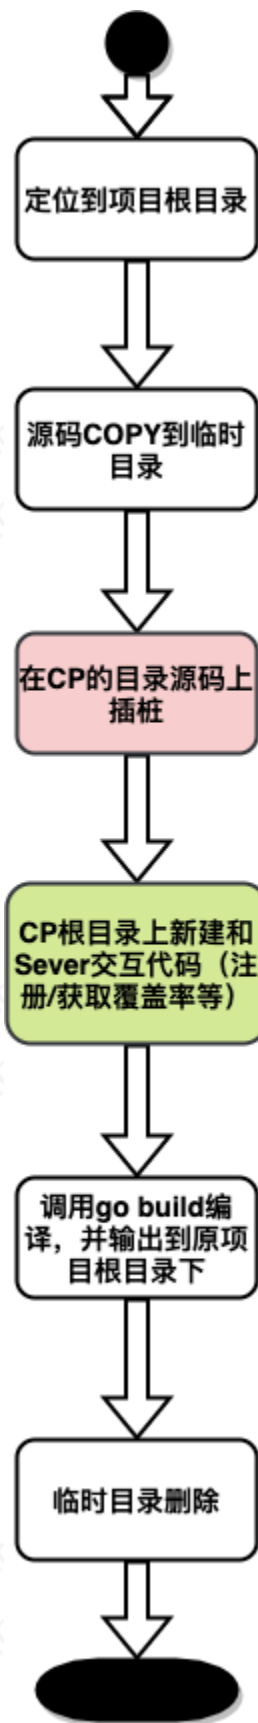 定位到项目根目录
源码COPY到临时
目录
在CP的目录源码上
插桩
CP根目录上新建和
Sever交互代码（注
册/获取覆盖率等）
调用go build编
译，并输出到原项
目根目录下
临时目录删除